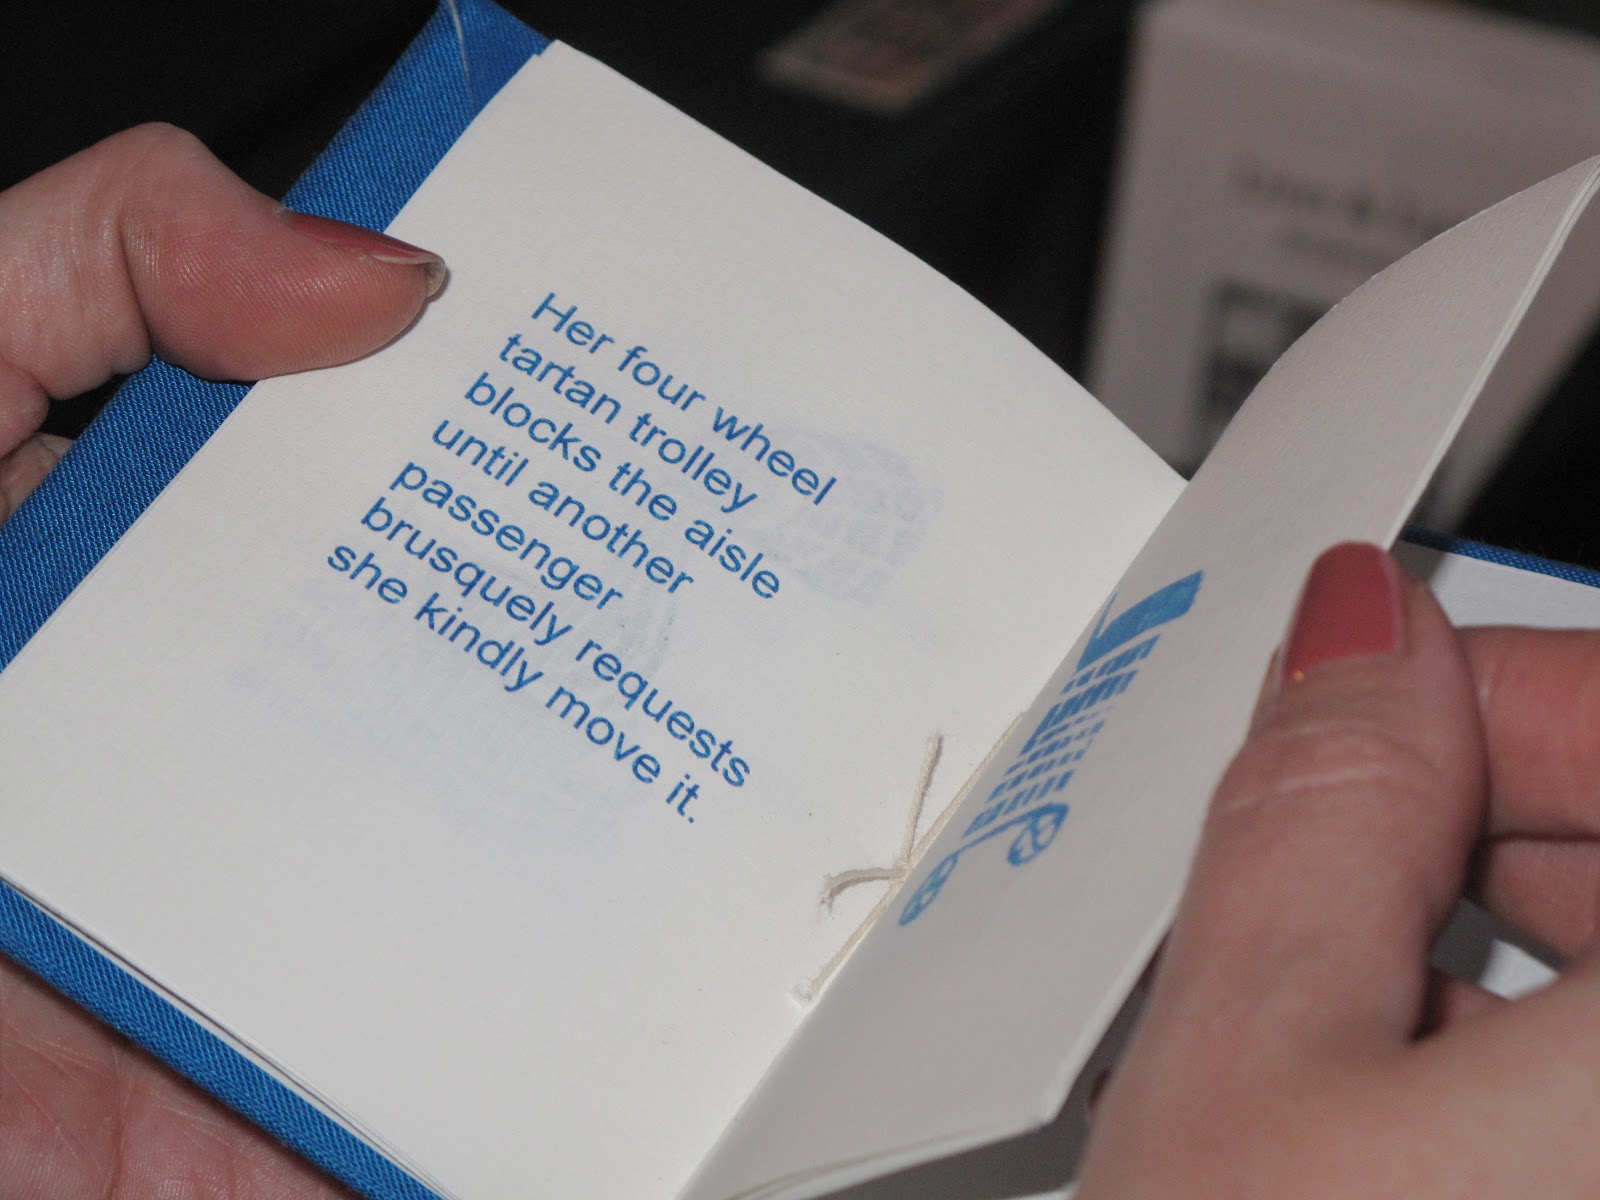 Her four wheel
tartan trolley
blocks the aisle
until another
passenger
brusquely requests
she kindly move it.